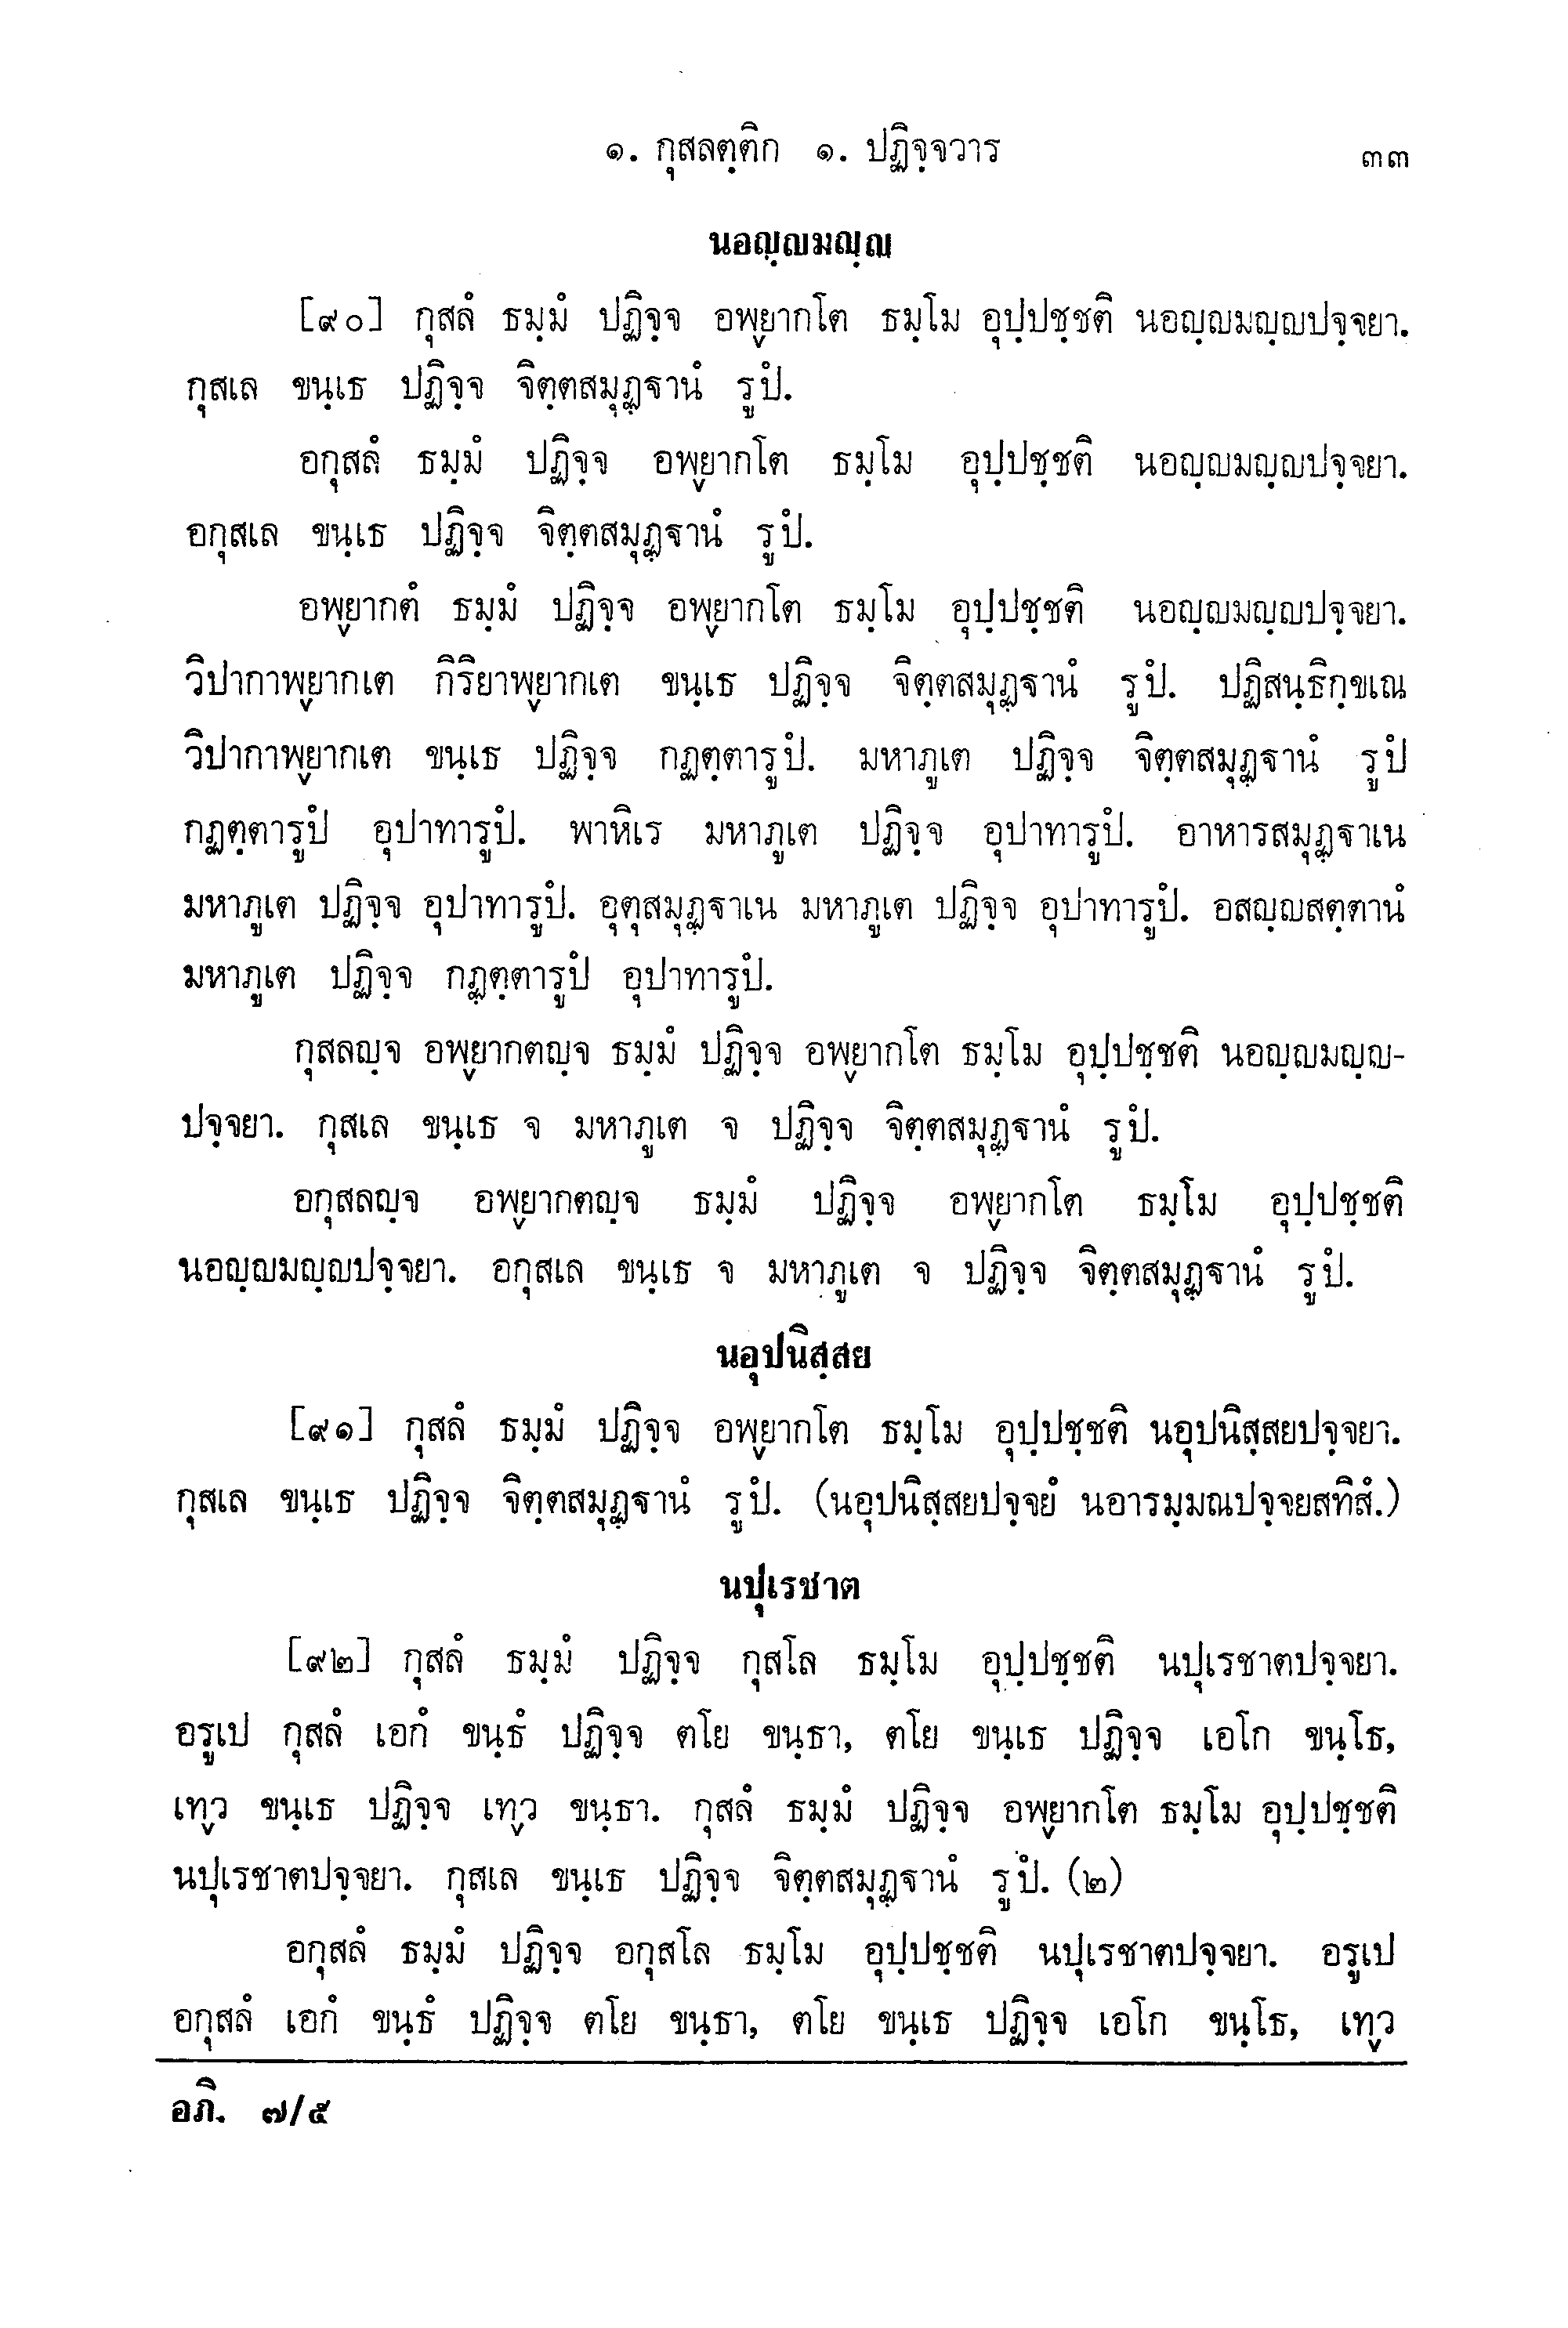 ๑. กุสลตฺติก ๑. ปฏิจฺจวาร ๓๓
นอญฺญมญฺญ
[๙๐] กุสลํ ธมฺมํ ปฏิจฺจ อพฺยากโต ธมฺโม อุปฺปชฺชติ นอญฺญมญฺญปจฺจยา.
กุสเล ขนฺเธ ปฏิจฺจ จิตฺตสมุฏฺฐานํ รูปํ.
อกุสลํ ธมฺมํ ปฏิจฺจ อพฺยากโต ธมฺโม อุปฺปชฺชติ นอญฺญมญฺญปจฺจยา.
อกุสเล ขนฺเธ ปฏิจฺจ จิตฺตสมุฏฺฐานํ รูปํ.
อพฺยากตํ ธมฺมํ ปฏิจฺจ อพฺยากโต ธมฺโม อุปฺปชฺชติ นอญฺญมญฺญปจฺจยา.
วิปากาพฺยากเต กิริยาพฺยากเต ขนฺเธ ปฏิจฺจ จิตฺตสมุฏฺฐานํ รูปํ. ปฏิสนฺธิกฺขเณ
วิปากาพฺยากเต ขนฺเธ ปฏิจฺจ กฏตฺตารูปํ. มหาภูเต ปฏิจฺจ จิตฺตสมุฏฺฐานํ รูปํ
กฏตฺตารูปํ อุปาทารูปํ. พาหิเร มหาภูเต ปฏิจฺจ อุปาทารูปํ. อาหารสมุฏฺฐาเน
มหาภูเต ปฏิจฺจ อุปาทารูปํ. อุตุสมุฏฺฐาเน มหาภูเต ปฏิจฺจ อุปาทารูปํ. อสญฺญสตฺตานํ
มหาภูเต ปฏิจฺจ กฏฺตฺตารูปํ อุปาทารูปํ.
กุสลญฺจ อพฺยากตญฺจ ธมฺมํ ปฏิจฺจ อพฺยากโต ธมฺโม อุปฺปชฺชติ นอญฺญมญฺญ-
ปจฺจยา. กุสเล ขนฺเธ จ มหาภูเต จ ปฏิจฺจ จิตฺตสมุฏฺฐานํ รูปํ.
อกุสลญฺจ อพฺยากตญฺจ ธมฺมํ ปฏิจฺจ อพฺยากโต ธมฺโม อุปฺปชฺชติ
นอญฺญมญฺญปจฺจยา. อกุสเล ขนฺเธ จ มหาภูเต จ ปฏิจฺจ จิตฺตสมุฏฺฐานํ รูปํ.
นอุปนิสฺสย
[๙๑] กุสลํ ธมฺมํ ปฏิจฺจ อพฺยากโต ธมฺโม อุปฺปชฺชติ นอุปนิสฺสยปจฺจยา.
กุสเล ขนฺเธ ปฏิจฺจ จิตฺตสมุฏฺฐานํ รูปํ. (นอุปนิสฺสยปจฺจยํ นอารมฺมณปจฺจยสทิสํ.)
นปุเรชาต
[๙๒] กุสลํ ธมฺมํ ปฏิจฺจ กุสโล ธมฺโม อุปฺปชฺชติ นปุเรชาตปจฺจยา.
อรูเป กุสลํ เอกํ ขนฺธํ ปฏิจฺจ ตโย ขนฺธา, ตโย ขนฺเธ ปฏิจฺจ เอโก ขนฺโธ,
เทฺว ขนฺเธ ปฏิจฺจ เทฺว ขนฺธา. กุสลํ ธมฺมํ ปฏิจฺจ อพฺยากโต ธมฺโม อุปฺปชฺชติ
นปุเรชาตปจฺจยา. กุสเล ขนฺเธ ปฏิจฺจ จิตฺตสมุฏฺฐานํ รูปํ. (๒)
อกุสลํ ธมฺมํ ปฏิจฺจ อกุสโล ธมฺโม อุปฺปชฺชติ นปุเรชาตปจฺจยา. อรูเป
อกุสลํ เอกํ ขนฺธํ ปฏิจฺจ ตโย ขนฺธา, ตโย ขนฺเธ ปฏิจฺจ เอโก ขนฺโธ, เทฺว
อภิ. ๗/๕